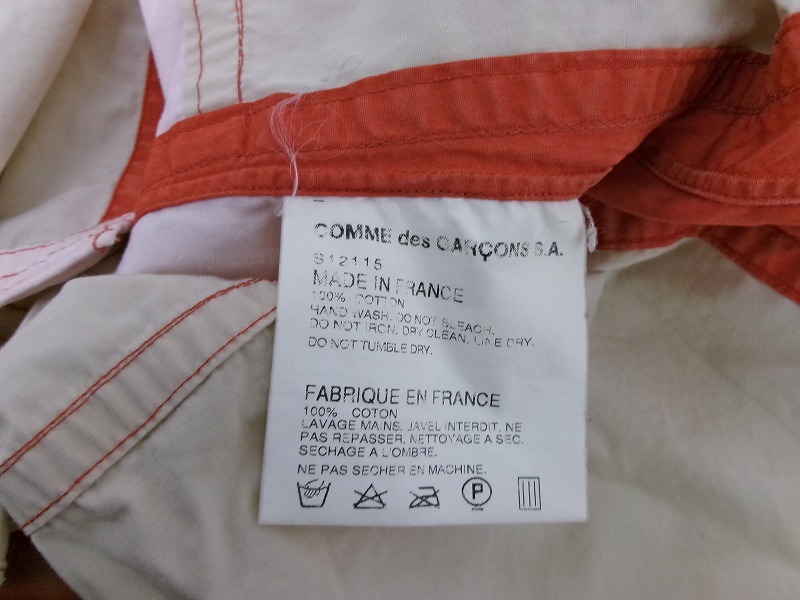 COMME des GARÇONS S.A.
S12115
MADE IN FRANCE
100% COTTON
HAND WASH. DO NOT BLEACH.
DO NOT IRON. DRY CLEAN. LINE DRY.
DO NOT TUMBLE DRY.
FABRIQUE EN FRANCE
100% COTON
LAVAGE MAINS. JAVEL INTERDIT. NE
PAS REPASSER. NETTOYAGE A SEC.
SECHAGE A L'OMBRE.
NE PAS SECHER EN MACHINE.
P